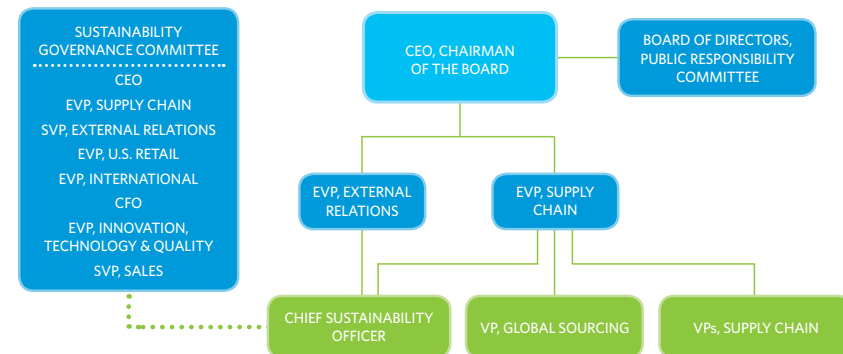 SUSTAINABILITY
GOVERNANCE COMMITTEE
CEO
EVP, SUPPLY CHAIN
SVP, EXTERNAL RELATIONS
EVP, U.S. RETAIL
EVP, INTERNATIONAL
CFO
EVP, INNOVATION,
TECHNOLOGY & QUALITY
SVP, SALES
CEO, CHAIRMAN
OF THE BOARD
BOARD OF DIRECTORS,
PUBLIC RESPONSIBILITY
COMMITTEE
EVP, EXTERNAL
RELATIONS
EVP, SUPPLY
CHAIN
CHIEF SUSTAINABILITY
OFFICER
VP, GLOBAL SOURCING
VPs, SUPPLY CHAIN